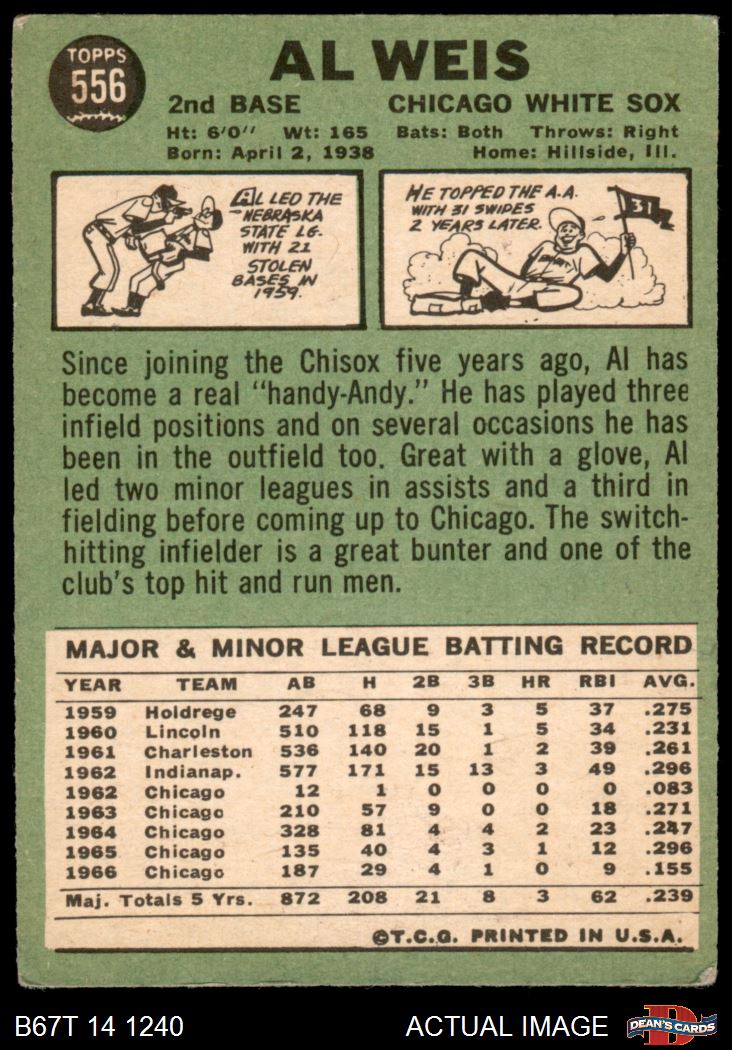 TOPPS
556
AL WEIS
2nd BASE CHICAGO WHITE SOX
Ht: 6'0" Wt: 165 Bats: Both Throws: Right
Born: April 2, 1938 Home: Hillside, Ill.
AL LED THE
NEBRASKA
STATE LG.
WITH 21
STOLEN
BASES IN
1959.
HE TOPPED THE A.A.
WITH 31 SWIPES
2 YEARS LATER.
31
Since joining the Chisox five years ago, Al has
become a real "handy-Andy." He has played three
infield positions and on several occasions he has
been in the outfield too. Great with a glove, Al
led two minor leagues in assists and a third in
fielding before coming up to Chicago. The switch-
hitting infielder is a great bunter and one of the
club's top hit and run men.
MAJOR & MINOR LEAGUE BATTING RECORD
YEAR TEAM AB H 2B 3B HR RBI AVG.
1959 Holdrege 247 68 9 3 5 37 .275
1960 Lincoln 510 118 15 1 5 34 .231
1961 Charleston 536 140 20 1 2 39 .261
1962 Indianap. 577 171 15 13 3 49 .296
1962 Chicago 12 1 0 0 0 0 .083
1963 Chicago 210 57 9 0 0 18 .271
1964 Chicago 328 81 4 4 2 23 .247
1965 Chicago 135 40 4 3 1 12 .296
1966 Chicago 187 29 4 1 0 9 .155
Maj. Totals 5 Yrs. 872 208 21 8 3 62 .239
©T.C.G. PRINTED IN U.S.A.
B67T 14 1240 ACTUAL IMAGE
D
DEAN'S CARDS